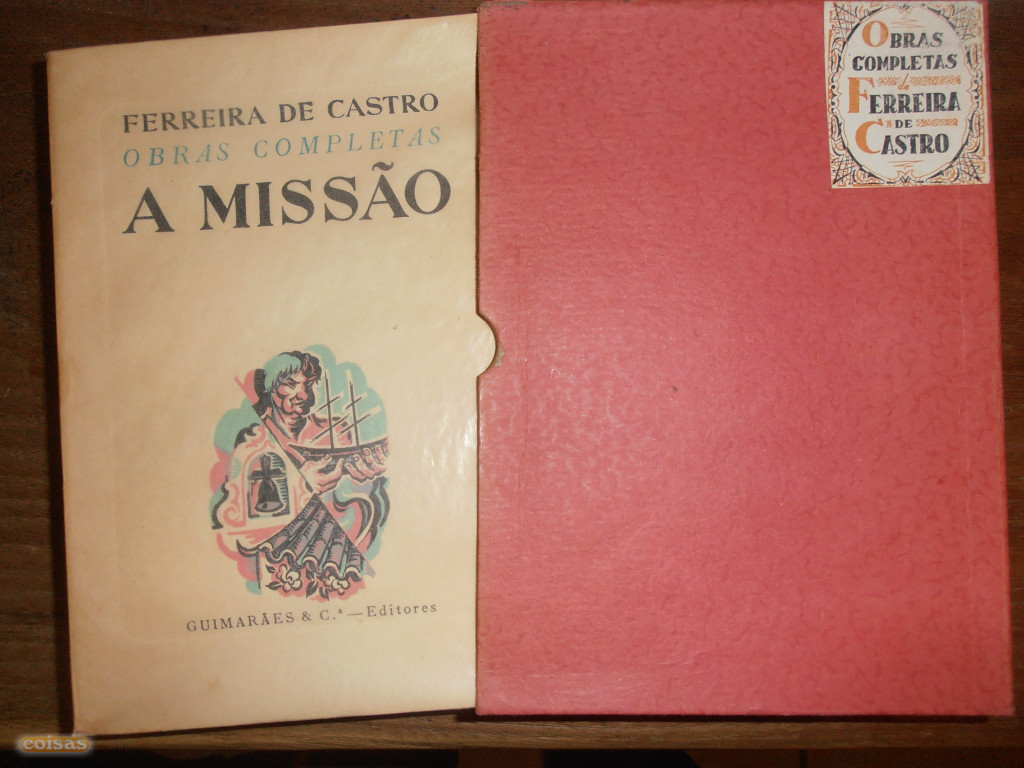 FERREIRA DE CASTRO
OBRAS COMPLETAS
A MISSÃO
GUIMARÃES & C.ª — Editores
OBRAS
COMPLETAS
de
FERREIRA
DE
CASTRO
coisas